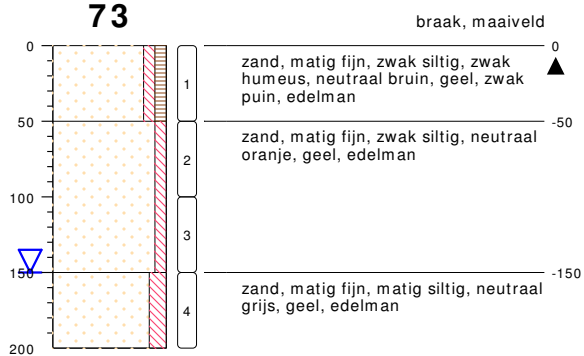 73
braak, maaiveld
0
0
zand, matig fijn, zwak siltig, zwak
humeus, neutraal bruin, geel, zwak
puin, edelman
1
50
-50
zand, matig fijn, zwak siltig, neutraal
oranje, geel, edelman
2
100
3
150
-150
zand, matig fijn, matig siltig, neutraal
grijs, geel, edelman
4
200